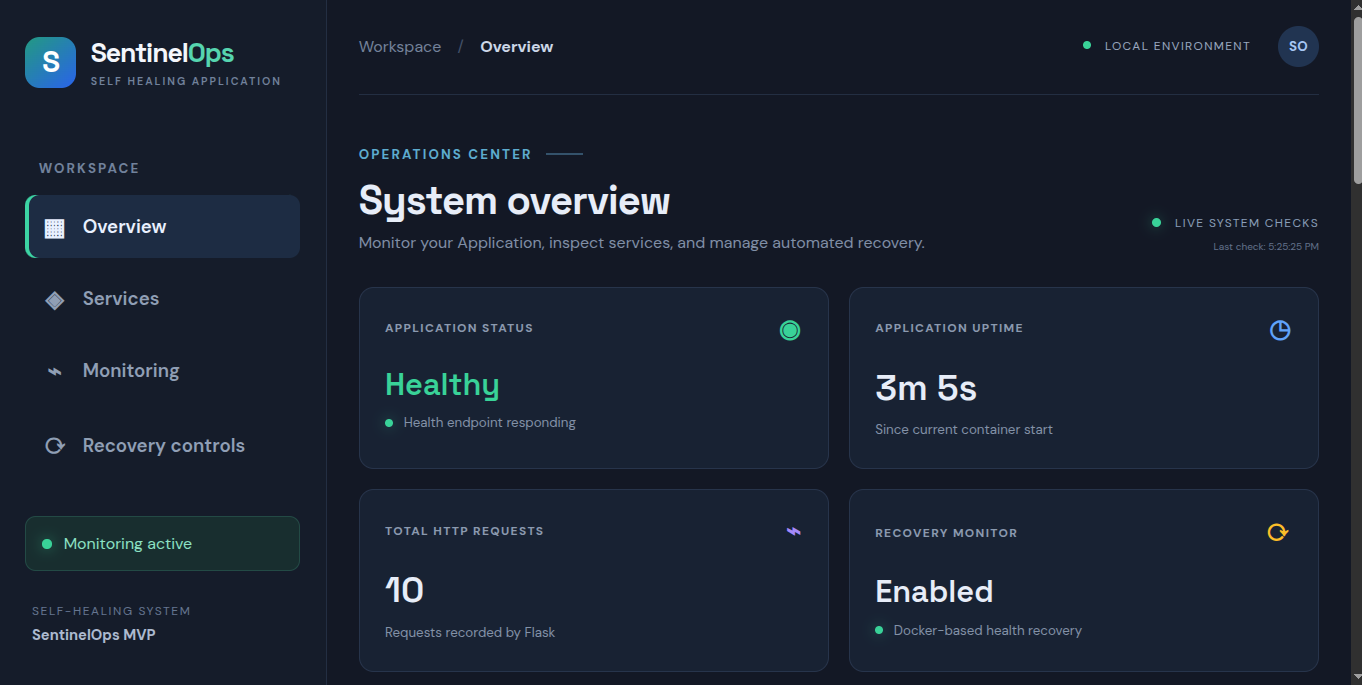 S
SentinelOps
SELF HEALING APPLICATION
WORKSPACE
Overview
Services
Monitoring
Recovery controls
Monitoring active
SELF-HEALING SYSTEM
SentinelOps MVP
Workspace / Overview
LOCAL ENVIRONMENT
SO
OPERATIONS CENTER
System overview
Monitor your Application, inspect services, and manage automated recovery.
LIVE SYSTEM CHECKS
Last check: 5:25:25 PM
APPLICATION STATUS
Healthy
Health endpoint responding
APPLICATION UPTIME
3m 5s
Since current container start
TOTAL HTTP REQUESTS
10
Requests recorded by Flask
RECOVERY MONITOR
Enabled
Docker-based health recovery